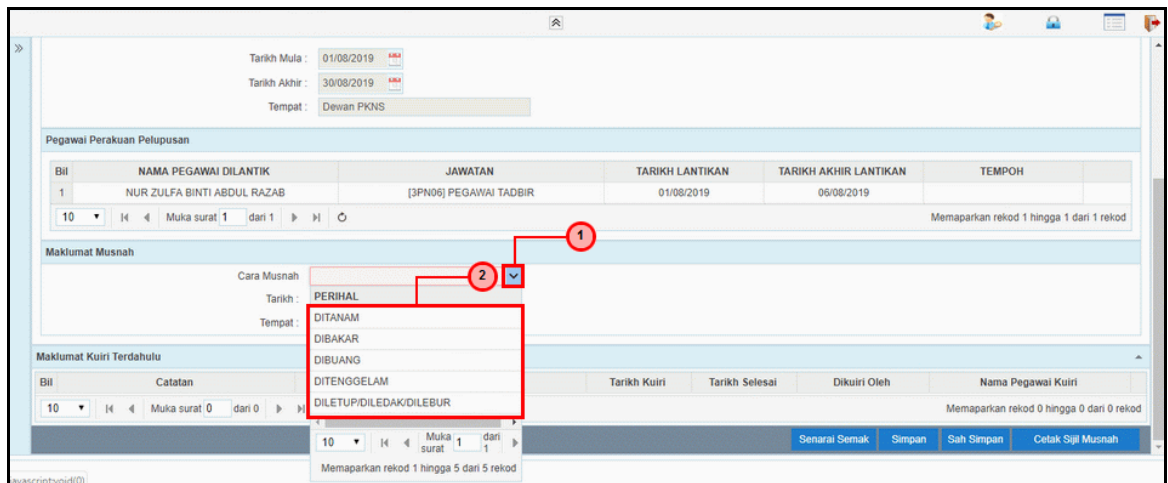 »
Tarikh Mula : 01/08/2019
Tarikh Akhir : 30/08/2019
Tempat : Dewan PKNS
Pegawai Perakuan Pelupusan
Bil NAMA PEGAWAI DILANTIK JAWATAN TARIKH LANTIKAN TARIKH AKHIR LANTIKAN TEMPOH
1 NUR ZULFA BINTI ABDUL RAZAB [3PN06] PEGAWAI TADBIR 01/08/2019 06/08/2019
10 Muka surat 1 dari 1 Memaparkan rekod 1 hingga 1 dari 1 rekod
1
Maklumat Musnah
Cara Musnah 2
Tarikh : PERIHAL
Tempat : DITANAM
DIBAKAR
DIBUANG
DITENGGELAM
DILETUP/DILEDAK/DILEBUR
Maklumat Kuiri Terdahulu
Bil Catatan Tarikh Kuiri Tarikh Selesai Dikuiri Oleh Nama Pegawai Kuiri
10 Muka surat 0 dari 0 Memaparkan rekod 0 hingga 0 dari 0 rekod
10 Muka surat 1 dari 1
Memaparkan rekod 1 hingga 5 dari 5 rekod
Senarai Semak Simpan Sah Simpan Cetak Sijil Musnah